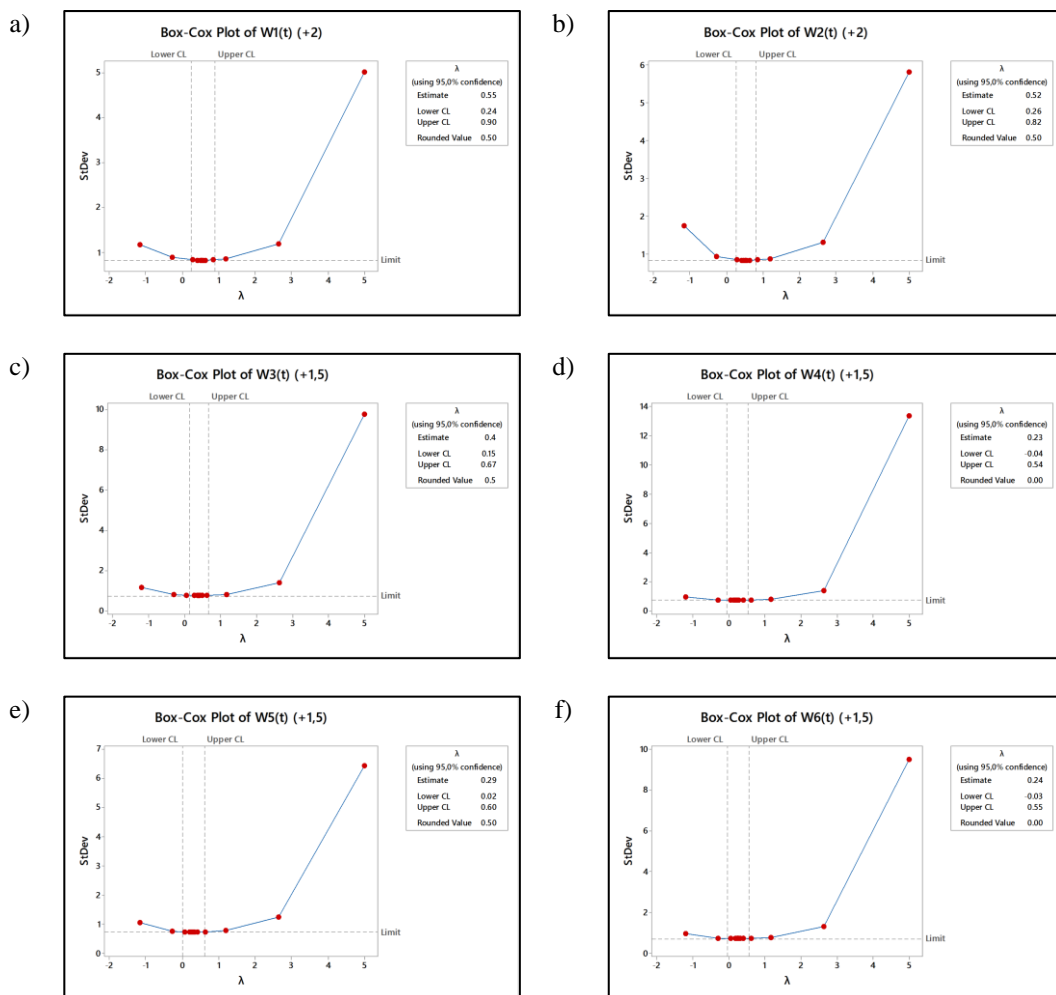 a)
Box-Cox Plot of W1(t) (+2)
Lower CL Upper CL
StDev
5
4
3
2
1
-2 -1 0 1 2 3 4 5
λ
Limit
λ
(using 95,0% confidence)
Estimate 0.55
Lower CL 0.24
Upper CL 0.90
Rounded Value 0.50
b)
Box-Cox Plot of W2(t) (+2)
Lower CL Upper CL
StDev
6
5
4
3
2
1
-2 -1 0 1 2 3 4 5
λ
Limit
λ
(using 95,0% confidence)
Estimate 0.52
Lower CL 0.26
Upper CL 0.82
Rounded Value 0.50
c)
Box-Cox Plot of W3(t) (+1,5)
Lower CL Upper CL
StDev
10
8
6
4
2
0
-2 -1 0 1 2 3 4 5
λ
Limit
λ
(using 95,0% confidence)
Estimate 0.4
Lower CL 0.15
Upper CL 0.67
Rounded Value 0.5
d)
Box-Cox Plot of W4(t) (+1,5)
Lower CL Upper CL
StDev
14
12
10
8
6
4
2
0
-2 -1 0 1 2 3 4 5
λ
Limit
λ
(using 95,0% confidence)
Estimate 0.23
Lower CL -0.04
Upper CL 0.54
Rounded Value 0.00
e)
Box-Cox Plot of W5(t) (+1,5)
Lower CL Upper CL
StDev
7
6
5
4
3
2
1
0
-2 -1 0 1 2 3 4 5
λ
Limit
λ
(using 95,0% confidence)
Estimate 0.29
Lower CL 0.02
Upper CL 0.60
Rounded Value 0.50
f)
Box-Cox Plot of W6(t) (+1,5)
Lower CL Upper CL
StDev
10
8
6
4
2
0
-2 -1 0 1 2 3 4 5
λ
Limit
λ
(using 95,0% confidence)
Estimate 0.24
Lower CL -0.03
Upper CL 0.55
Rounded Value 0.00